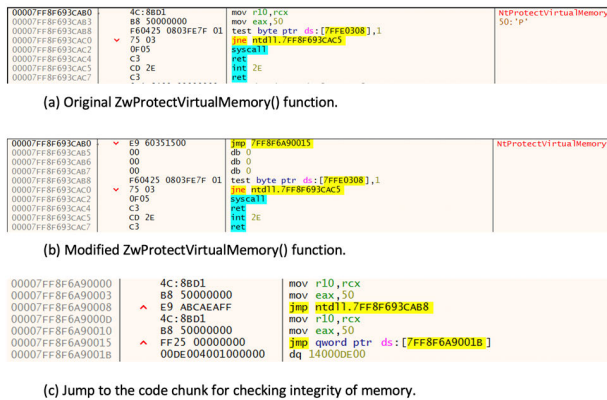 00007FF8F693CAB0 4C:8BD1 mov r10,rcx NtProtectVirtualMemory
00007FF8F693CAB3 B8 50000000 mov eax,50 50:'P'
00007FF8F693CAB8 F60425 0803FE7F 01 test byte ptr ds:[7FFE0308],1
00007FF8F693CAC0 75 03 jne ntdll.7FF8F693CAC5
00007FF8F693CAC2 0F05 syscall
00007FF8F693CAC4 C3 ret
00007FF8F693CAC5 CD 2E int 2E
00007FF8F693CAC7 C3 ret
(a) Original ZwProtectVirtualMemory() function.
00007FF8F693CAB0 E9 60351500 jmp 7FF8F6A90015 NtProtectVirtualMemory
00007FF8F693CAB5 00 db 0
00007FF8F693CAB6 00 db 0
00007FF8F693CAB7 00 db 0
00007FF8F693CAB8 F60425 0803FE7F 01 test byte ptr ds:[7FFE0308],1
00007FF8F693CAC0 75 03 jne ntdll.7FF8F693CAC5
00007FF8F693CAC2 0F05 syscall
00007FF8F693CAC4 C3 ret
00007FF8F693CAC5 CD 2E int 2E
00007FF8F693CAC7 C3 ret
(b) Modified ZwProtectVirtualMemory() function.
00007FF8F6A90000 4C:8BD1 mov r10,rcx
00007FF8F6A90003 B8 50000000 mov eax,50
00007FF8F6A90008 E9 ABCAEAFF jmp ntdll.7FF8F693CAB8
00007FF8F6A9000D 4C:8BD1 mov r10,rcx
00007FF8F6A90010 B8 50000000 mov eax,50
00007FF8F6A90015 FF25 00000000 jmp qword ptr ds:[7FF8F6A9001B]
00007FF8F6A9001B 00DE004001000000 dq 14000DE00
(c) Jump to the code chunk for checking integrity of memory.